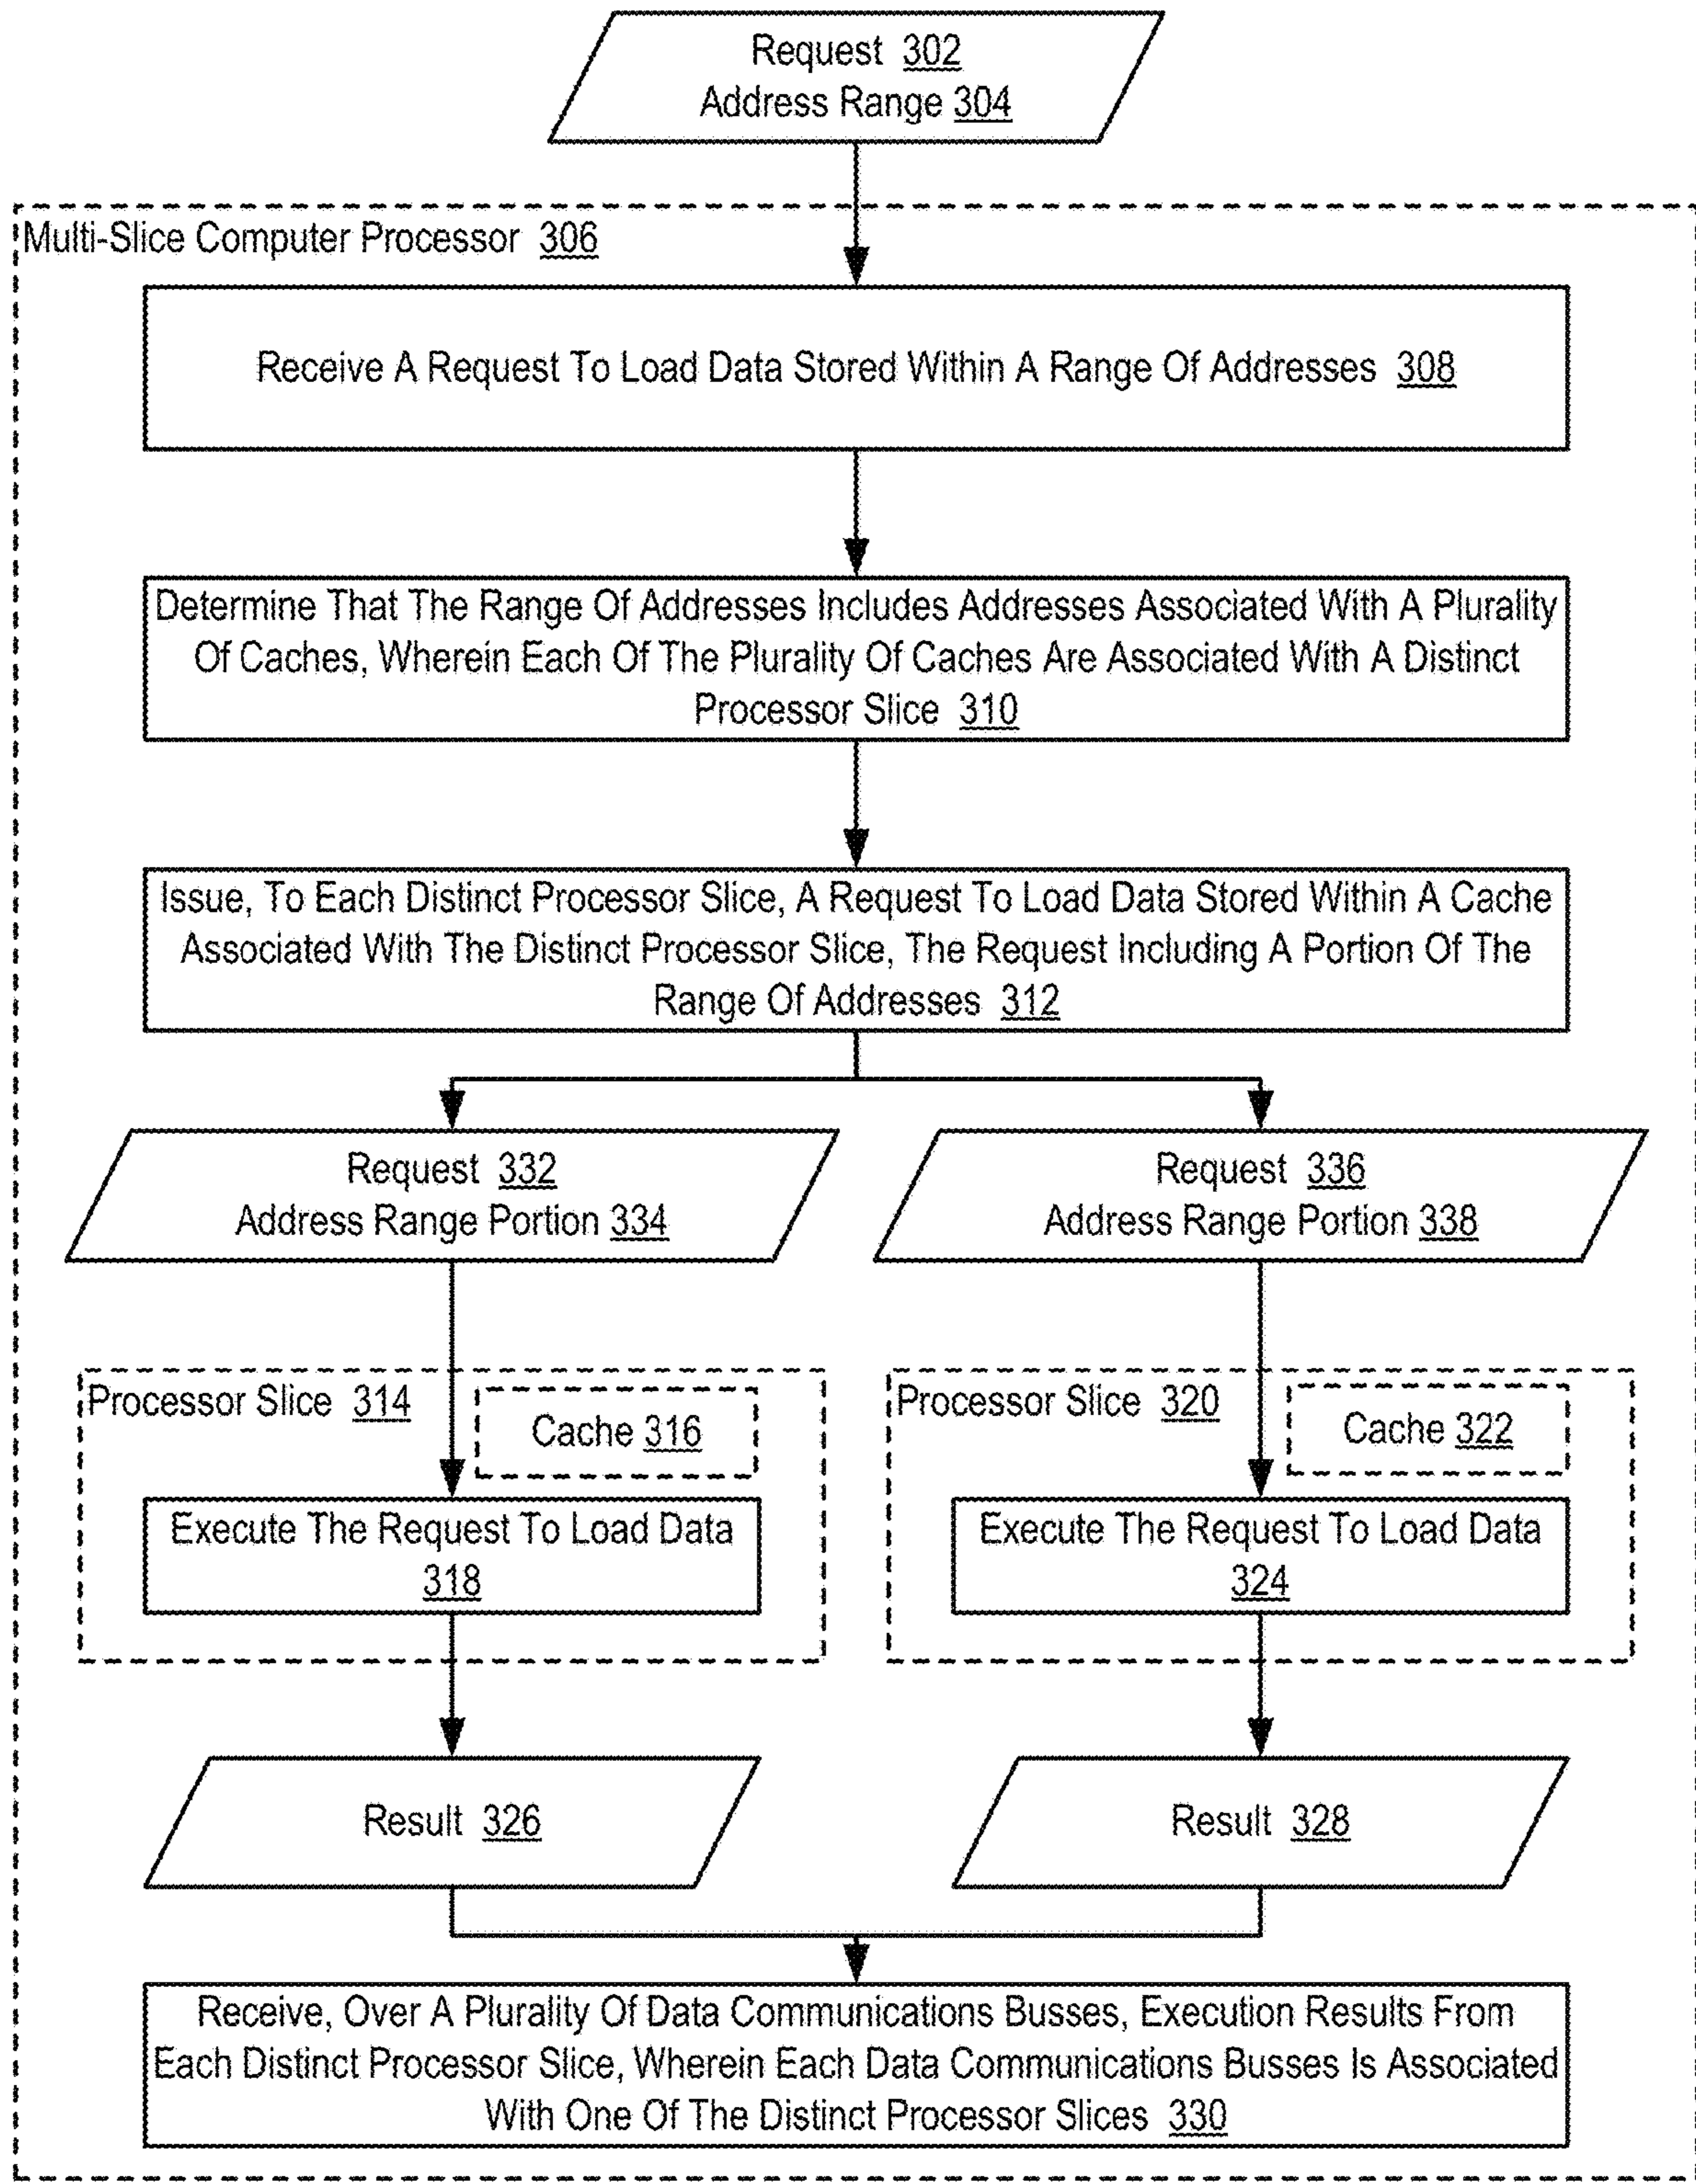 Request 302
Address Range 304
Multi-Slice Computer Processor 306
Receive A Request To Load Data Stored Within A Range Of Addresses 308
Determine That The Range Of Addresses Includes Addresses Associated With A Plurality
Of Caches, Wherein Each Of The Plurality Of Caches Are Associated With A Distinct
Processor Slice 310
Issue, To Each Distinct Processor Slice, A Request To Load Data Stored Within A Cache
Associated With The Distinct Processor Slice, The Request Including A Portion Of The
Range Of Addresses 312
Request 332
Address Range Portion 334
Request 336
Address Range Portion 338
Processor Slice 314
Cache 316
Execute The Request To Load Data
318
Processor Slice 320
Cache 322
Execute The Request To Load Data
324
Result 326
Result 328
Receive, Over A Plurality Of Data Communications Busses, Execution Results From
Each Distinct Processor Slice, Wherein Each Data Communications Busses Is Associated
With One Of The Distinct Processor Slices 330